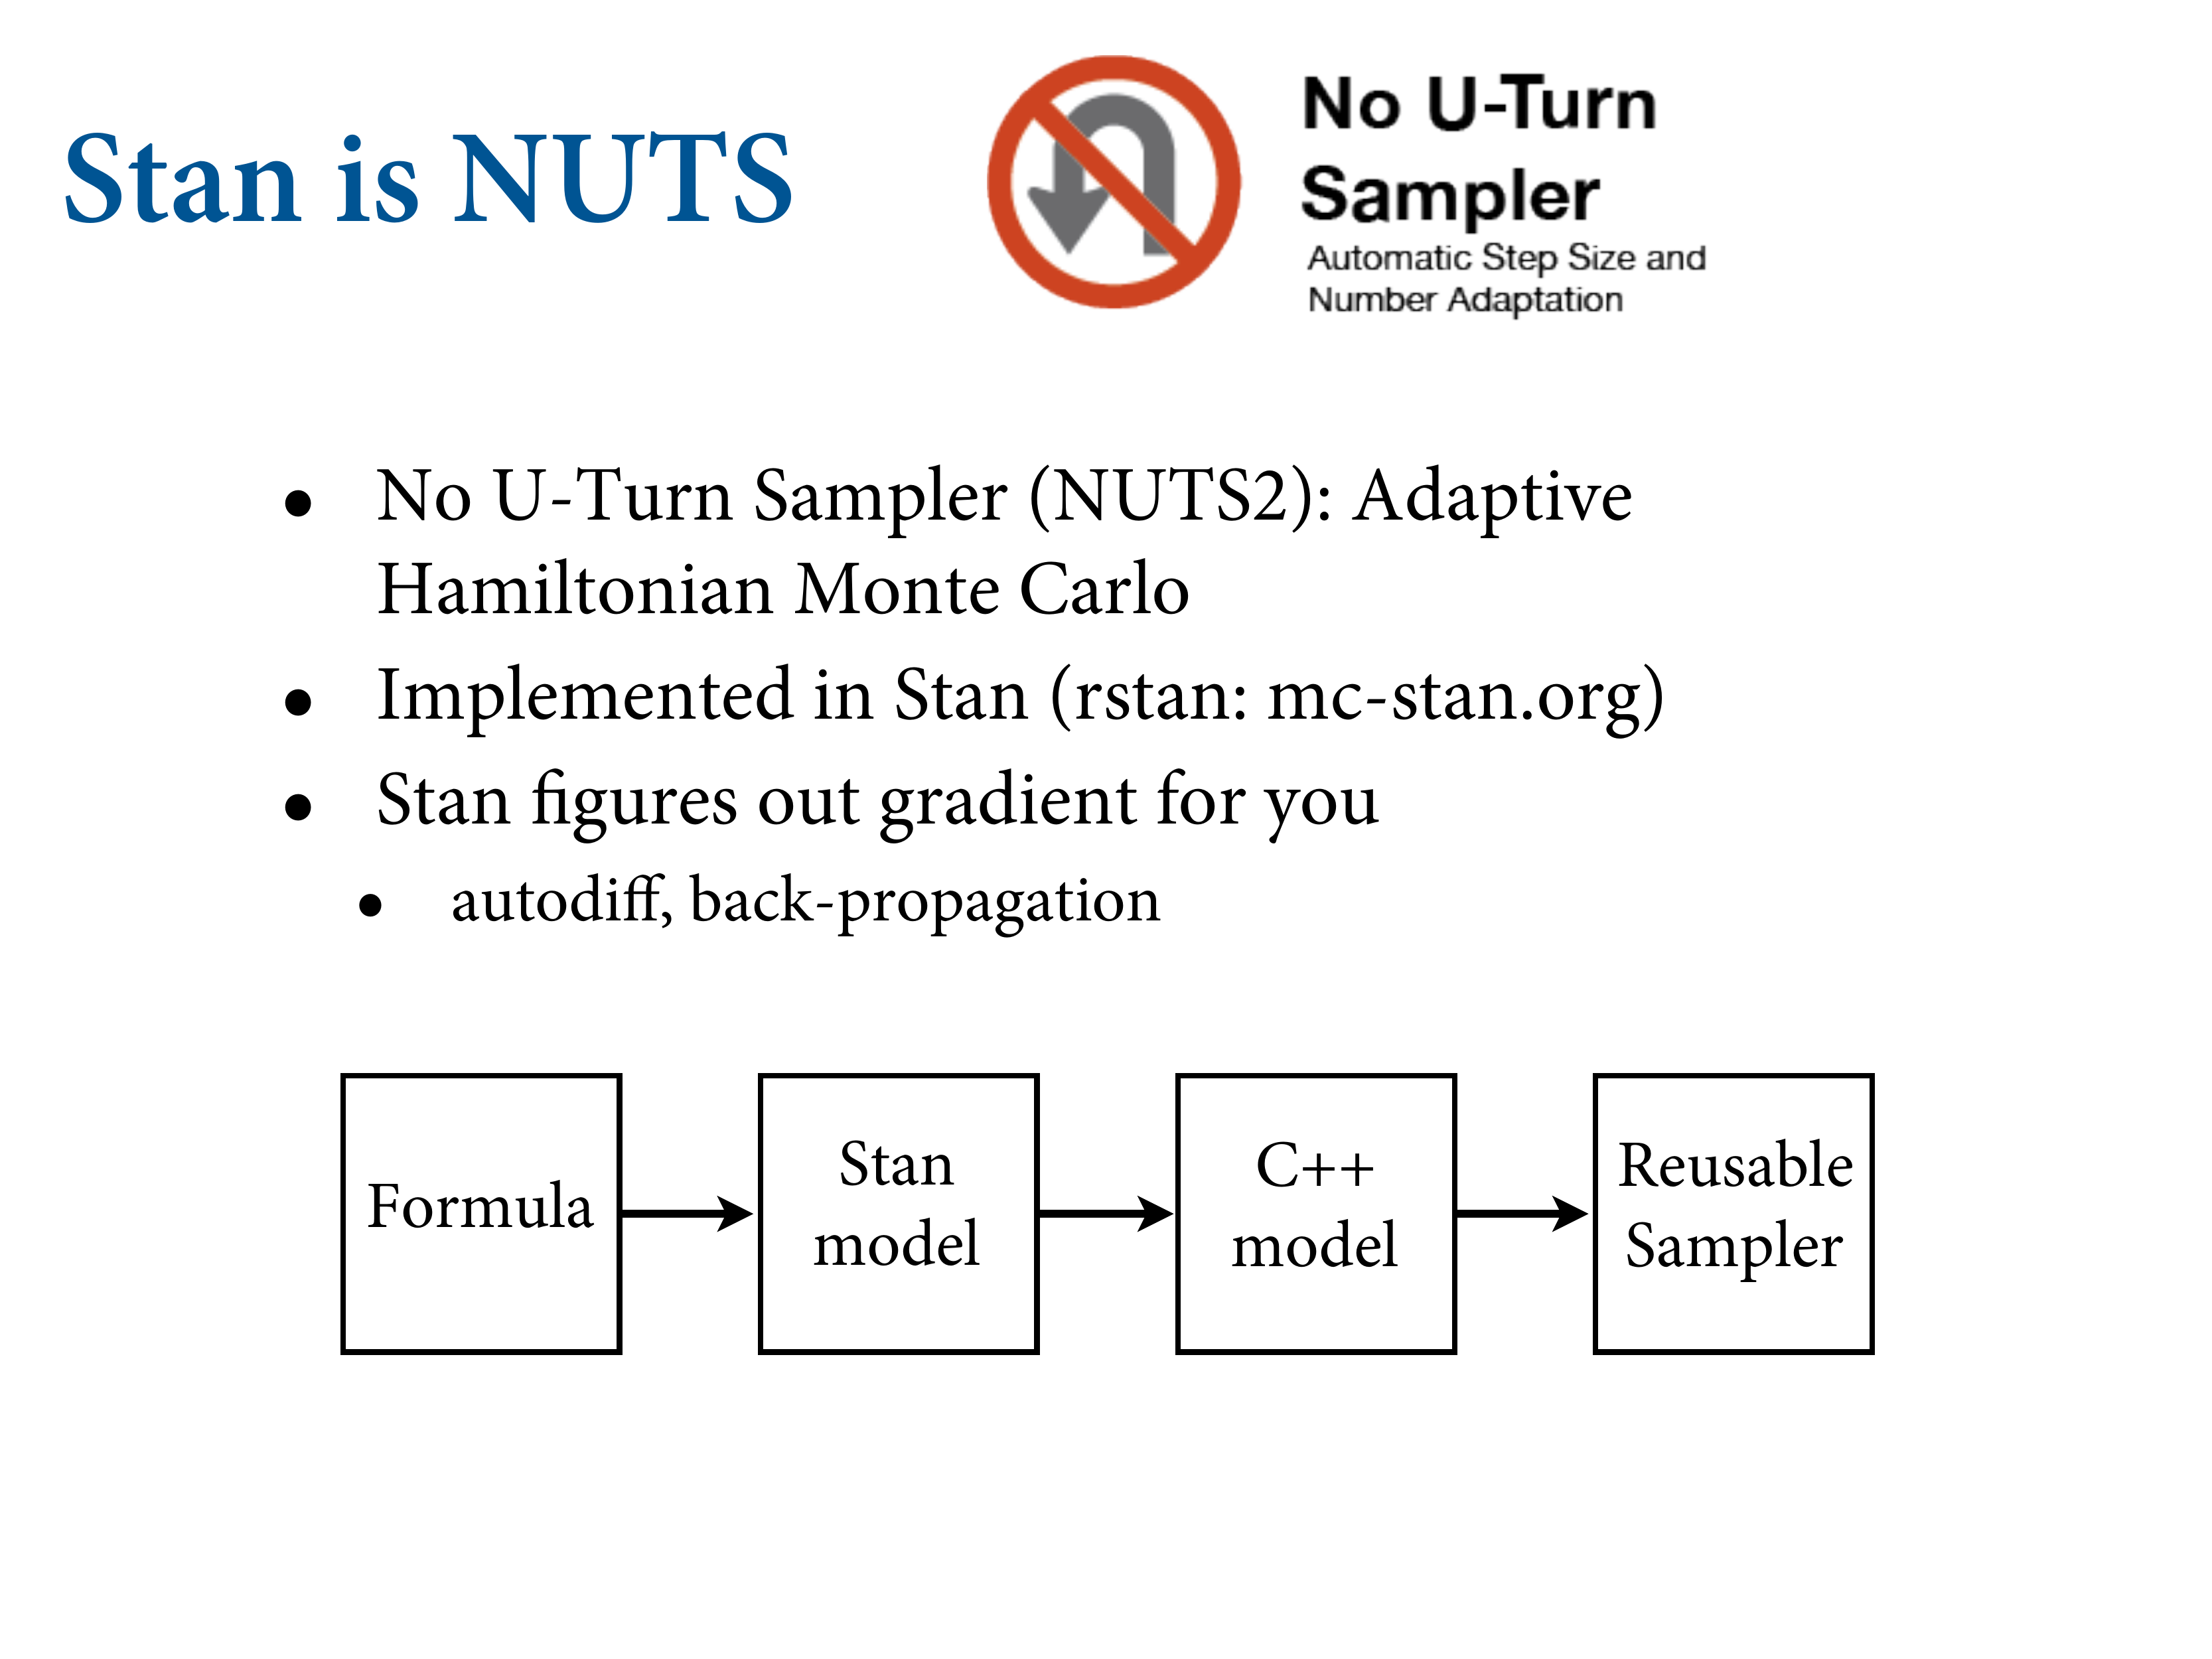 Stan is NUTS
No U-Turn
Sampler
Automatic Step Size and
Number Adaptation
• No U-Turn Sampler (NUTS2): Adaptive
Hamiltonian Monte Carlo
• Implemented in Stan (rstan: mc-stan.org)
• Stan figures out gradient for you
• autodiff, back-propagation
Formula
Stan
model
C++
model
Reusable
Sampler